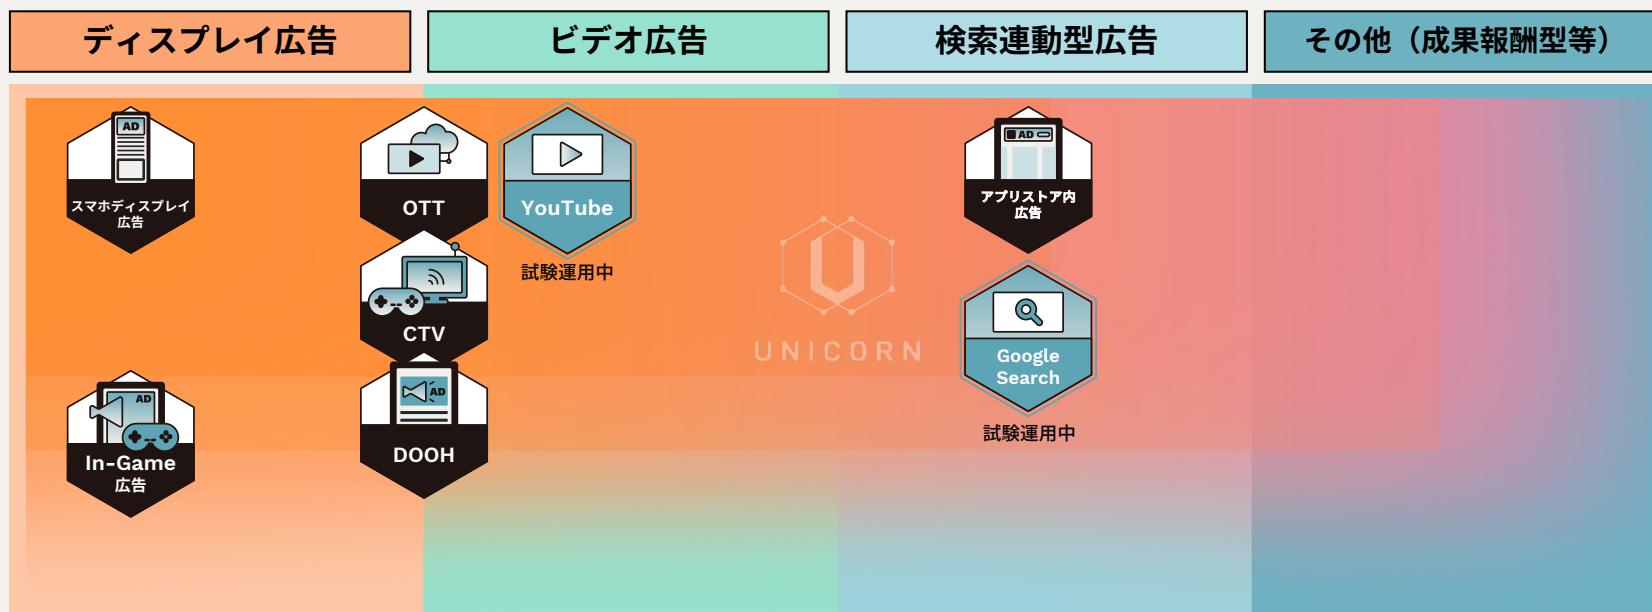 ディスプレイ広告
ビデオ広告
検索連動型広告
その他（成果報酬型等）
AD
スマホディスプレイ
広告
AD
In-Game
広告
OTT
YouTube
試験運用中
CTV
AD
DOOH
UNICORN
AD
アプリストア内
広告
Google
Search
試験運用中